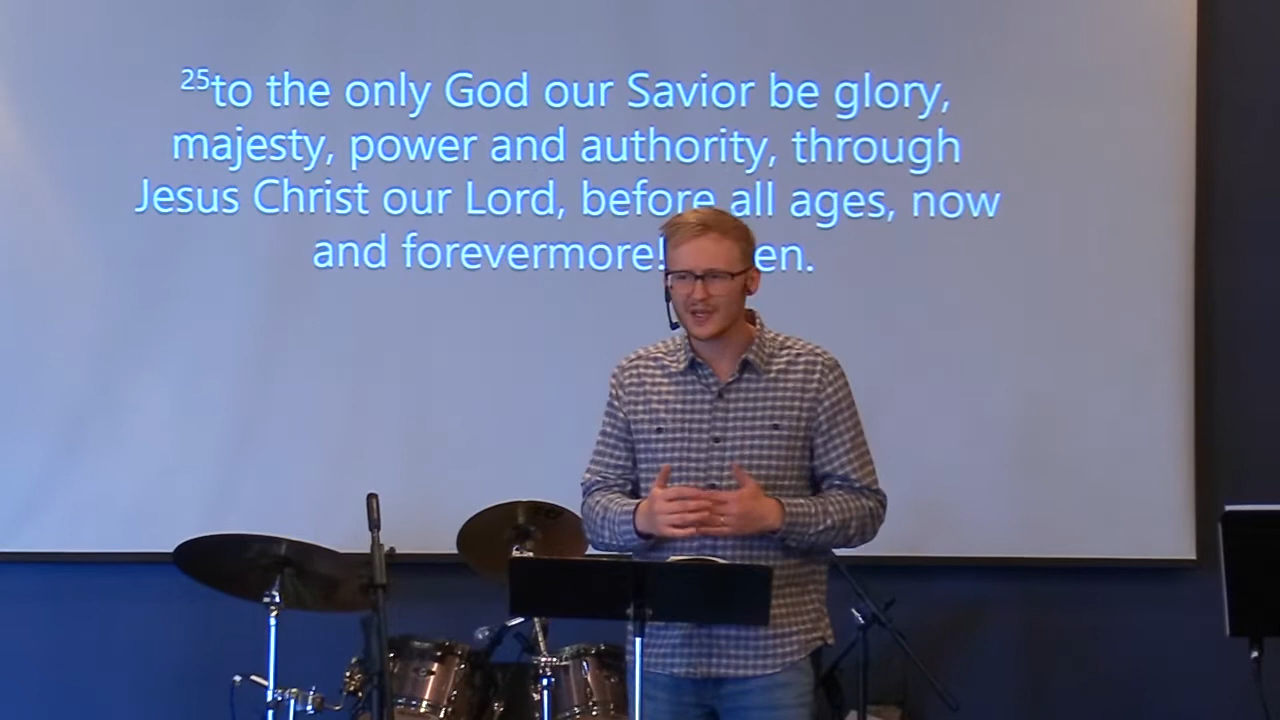 25to the only God our Savior be glory,
majesty, power and authority, through
Jesus Christ our Lord, before all ages, now
and forevermore!